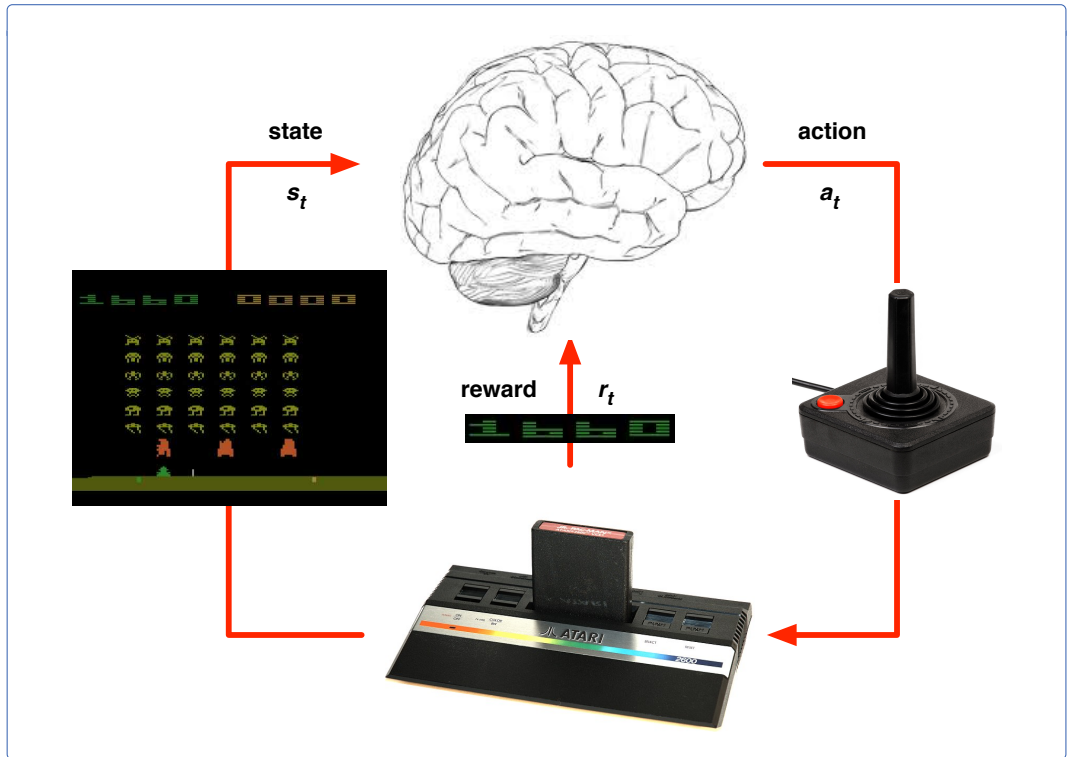 state
action
s_t
a_t
1660 0000
reward r_t
1660
ATARI
2600